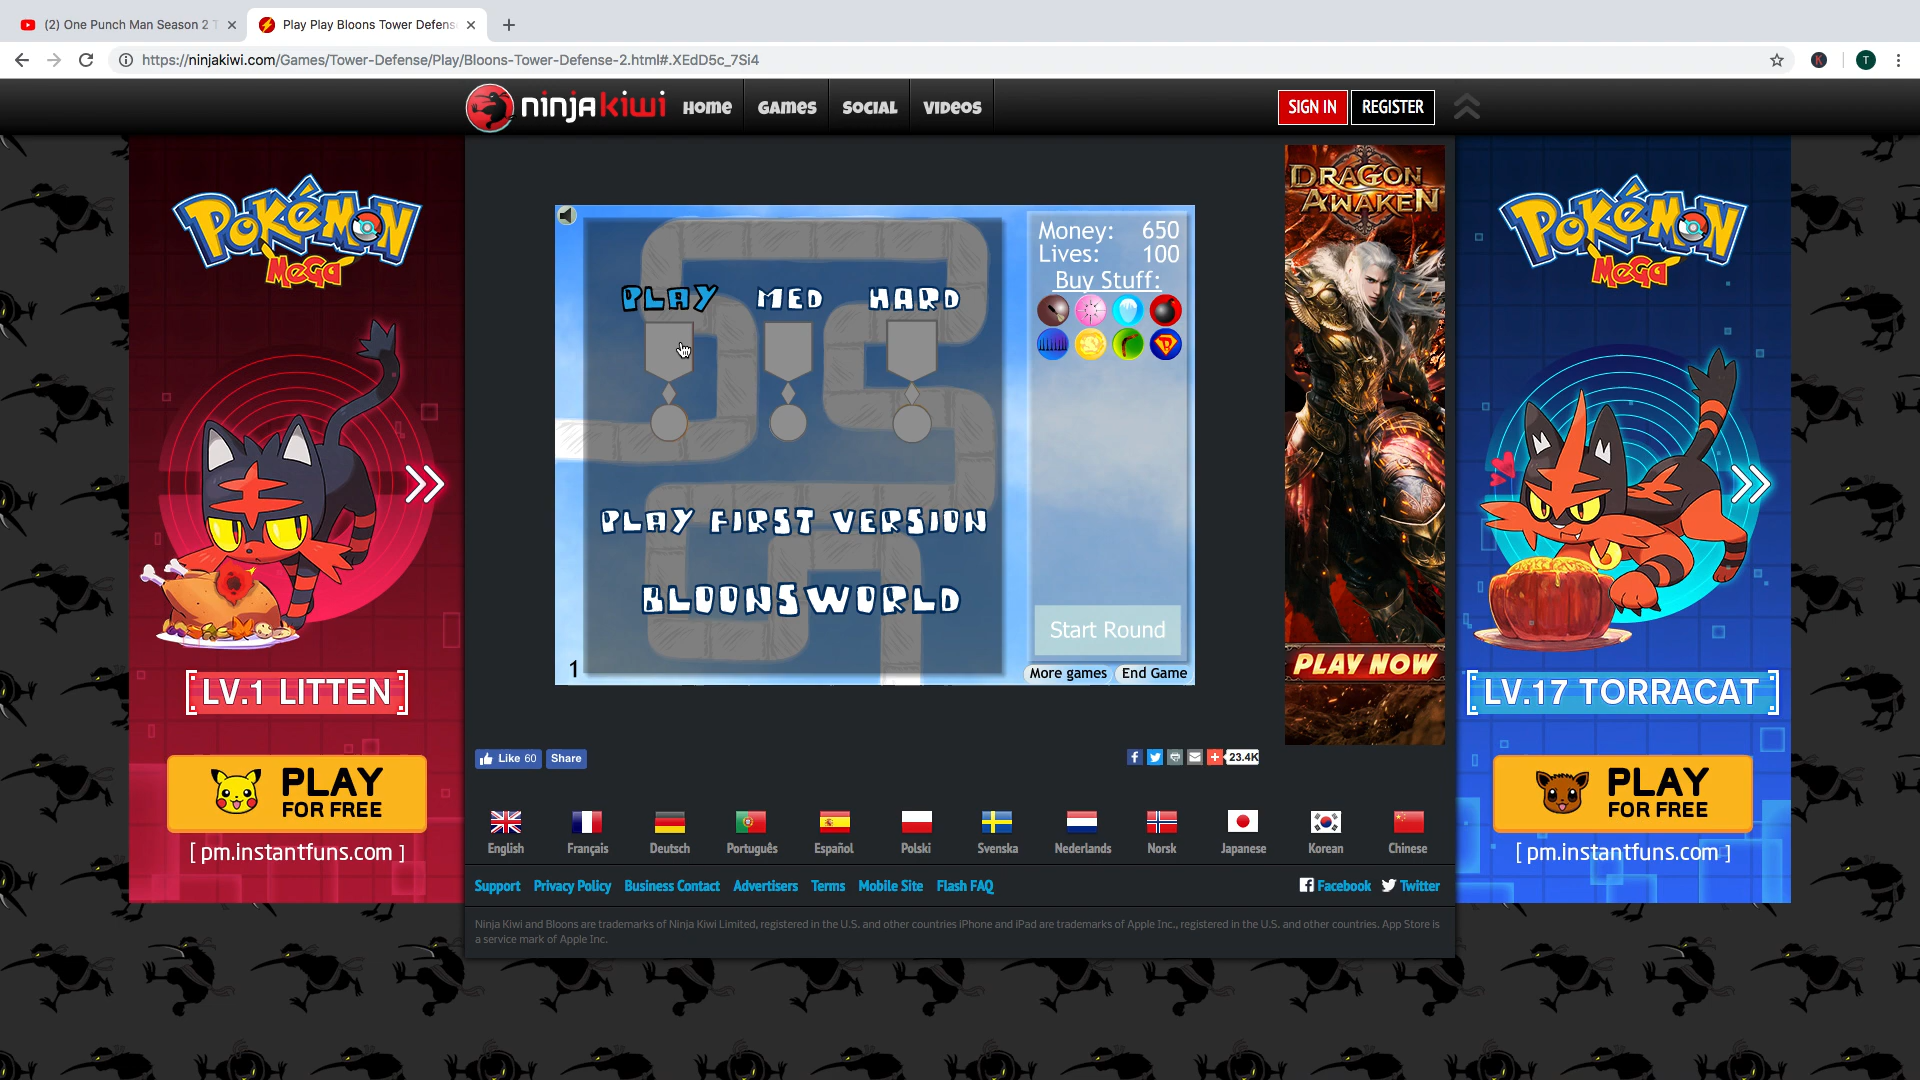 (2) One Punch Man Season 2 T
Play Play Bloons Tower Defens
https://ninjakiwi.com/Games/Tower-Defense/Play/Bloons-Tower-Defense-2.html#.XEdD5c_7Si4
K
T
ninjakiwi
Home
Games
Social
Videos
SIGN IN
REGISTER
POKÉMON
MEGA
LV.1 LITTEN
PLAY
FOR FREE
[ pm.instantfuns.com ]
Money: 650
Lives: 100
Buy Stuff:
PLAY MED HARD
PLAY FIRST VERSION
BLOONSWORLD
1
Start Round
More games
End Game
DRAGON
AWAKEN
PLAY NOW
POKÉMON
MEGA
LV.17 TORRACAT
PLAY
FOR FREE
[ pm.instantfuns.com ]
Like 60
Share
23.4K
English
Français
Deutsch
Português
Español
Polski
Svenska
Nederlands
Norsk
Japanese
Korean
Chinese
Support
Privacy Policy
Business Contact
Advertisers
Terms
Mobile Site
Flash FAQ
Facebook
Twitter
Ninja Kiwi and Bloons are trademarks of Ninja Kiwi Limited, registered in the U.S. and other countries iPhone and iPad are trademarks of Apple Inc., registered in the U.S. and other countries. App Store is
a service mark of Apple Inc.